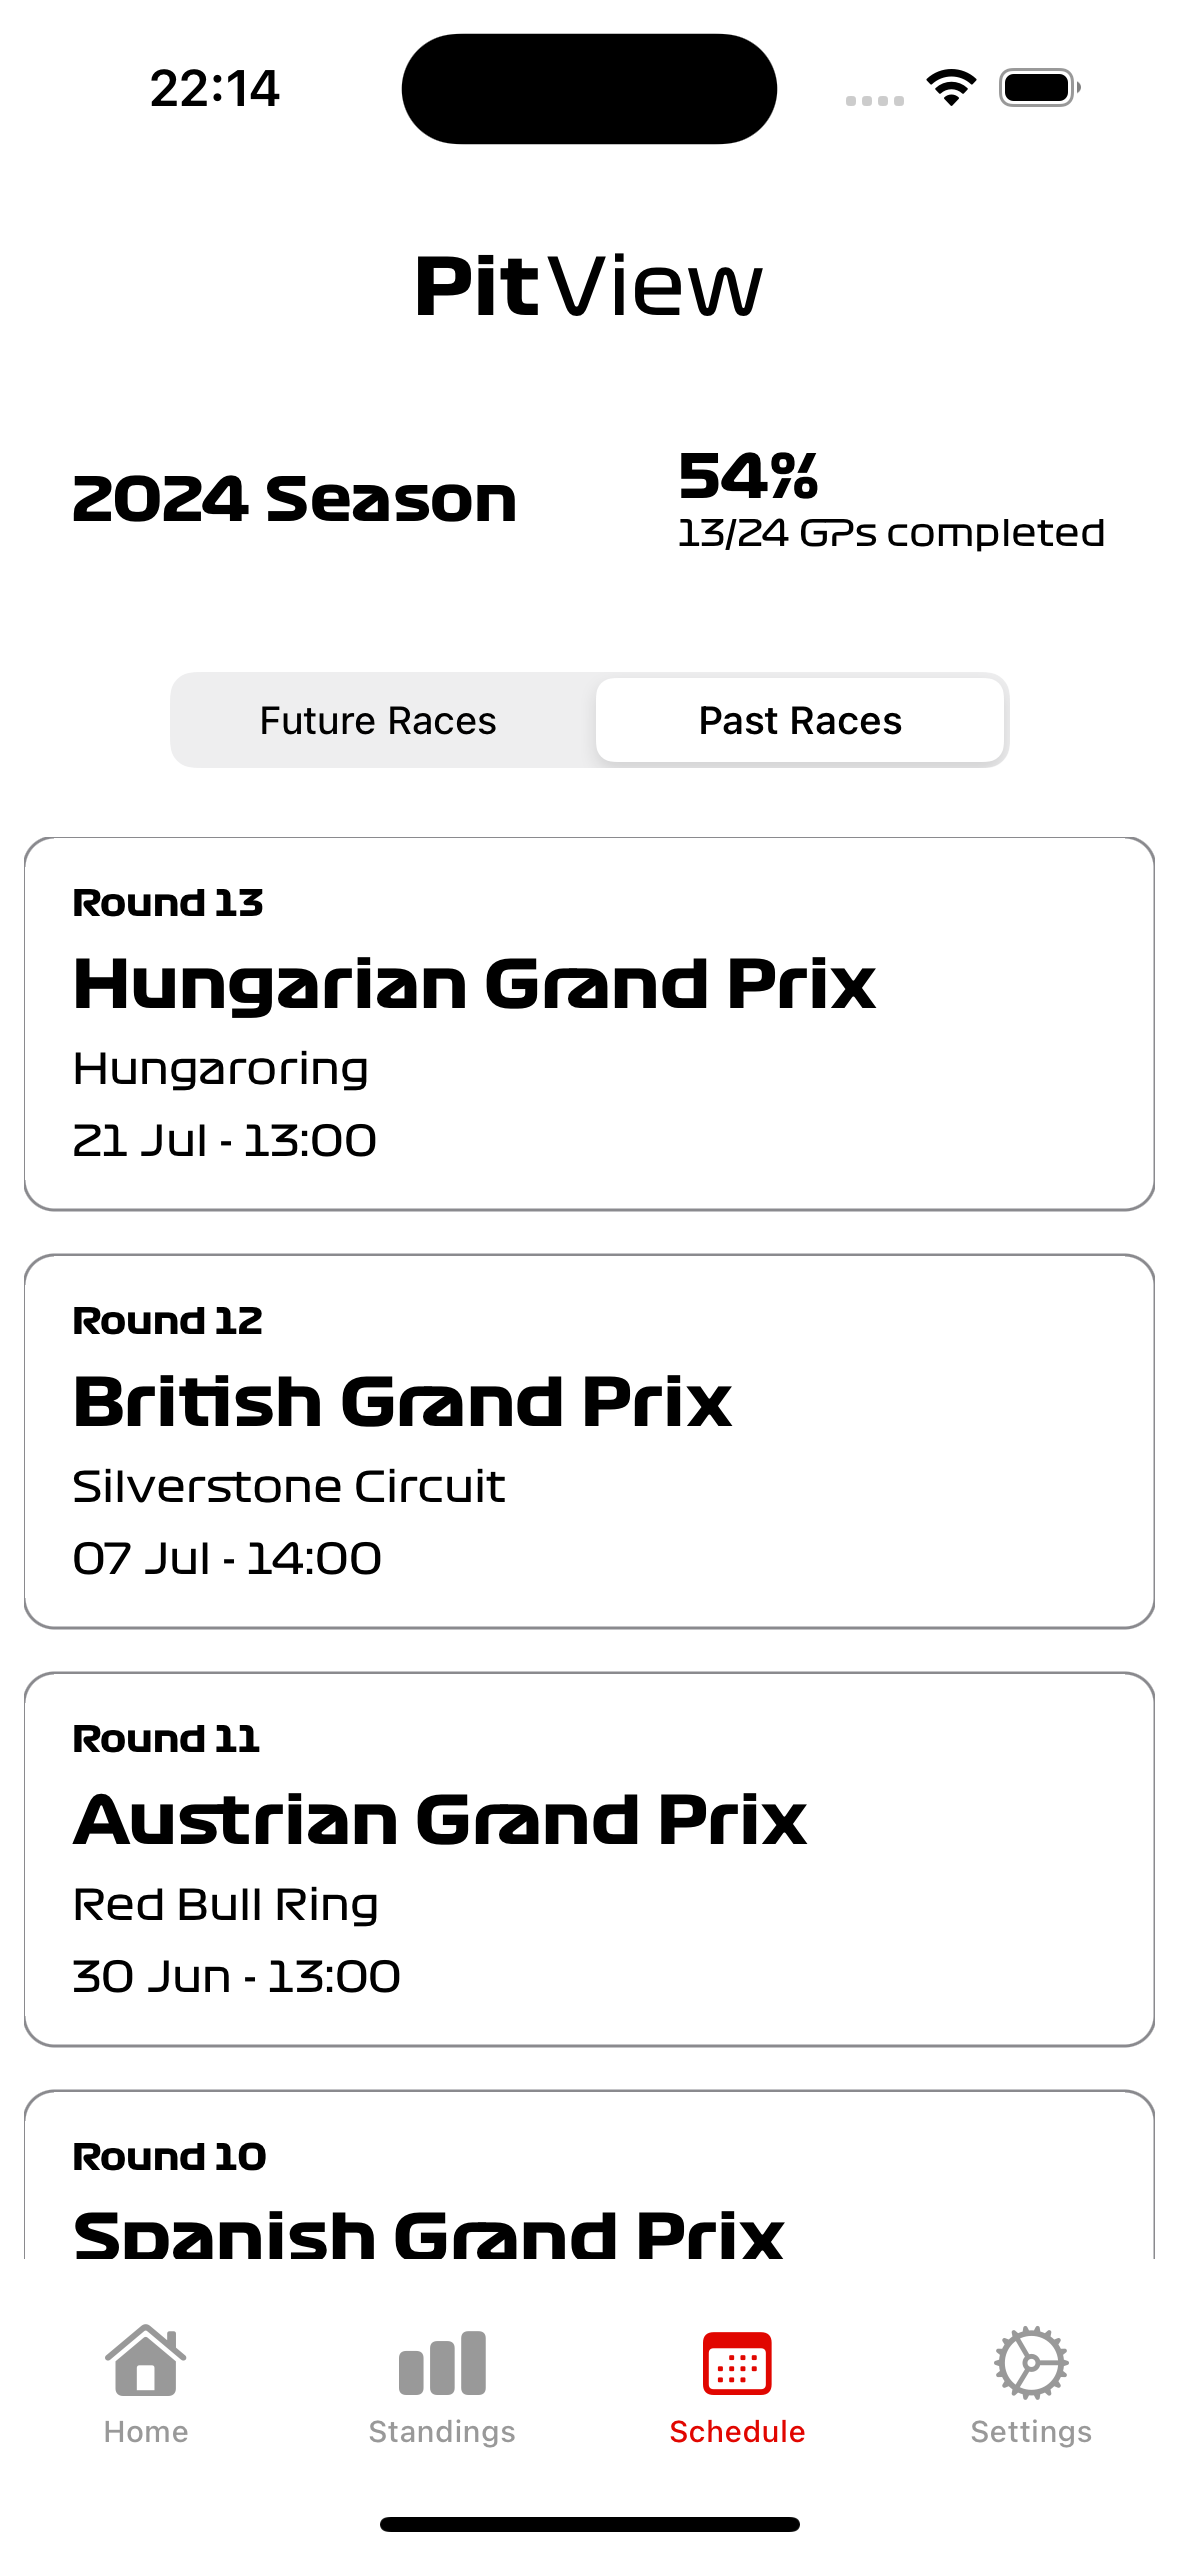 22:14
PitView
2024 Season
54%
13/24 GPs completed
Future Races
Past Races
Round 13
Hungarian Grand Prix
Hungaroring
21 Jul - 13:00
Round 12
British Grand Prix
Silverstone Circuit
07 Jul - 14:00
Round 11
Austrian Grand Prix
Red Bull Ring
30 Jun - 13:00
Round 10
Spanish Grand Prix
Home
Standings
Schedule
Settings